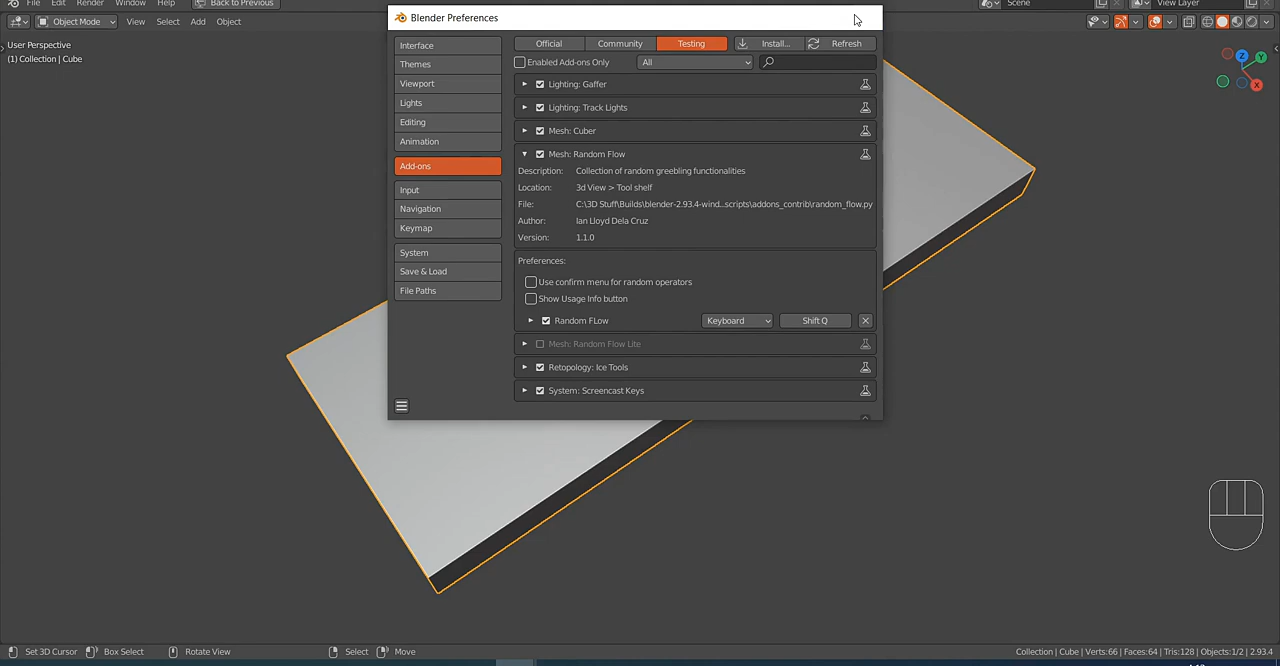 File Edit Render Window Help Back to Previous Scene View Layer
Object Mode View Select Add Object
User Perspective
(1) Collection | Cube
Z
Y
X
Blender Preferences
Interface
Themes
Viewport
Lights
Editing
Animation
Add-ons
Input
Navigation
Keymap
System
Save & Load
File Paths
Official Community Testing Install... Refresh
Enabled Add-ons Only All
Lighting: Gaffer
Lighting: Track Lights
Mesh: Cuber
Mesh: Random Flow
Description: Collection of random greebling functionalities
Location: 3d View > Tool shelf
File: C:\3D Stuff\Builds\blender-2.93.4-wind...scripts\addons_contrib\random_flow.py
Author: Ian Lloyd Dela Cruz
Version: 1.1.0
Preferences:
Use confirm menu for random operators
Show Usage Info button
Random FLow Keyboard Shift Q
Mesh: Random Flow Lite
Retopology: Ice Tools
System: Screencast Keys
Set 3D Cursor Box Select Rotate View Select Move Collection | Cube | Verts:66 | Faces:64 | Tris:128 | Objects:1/2 | 2.93.4